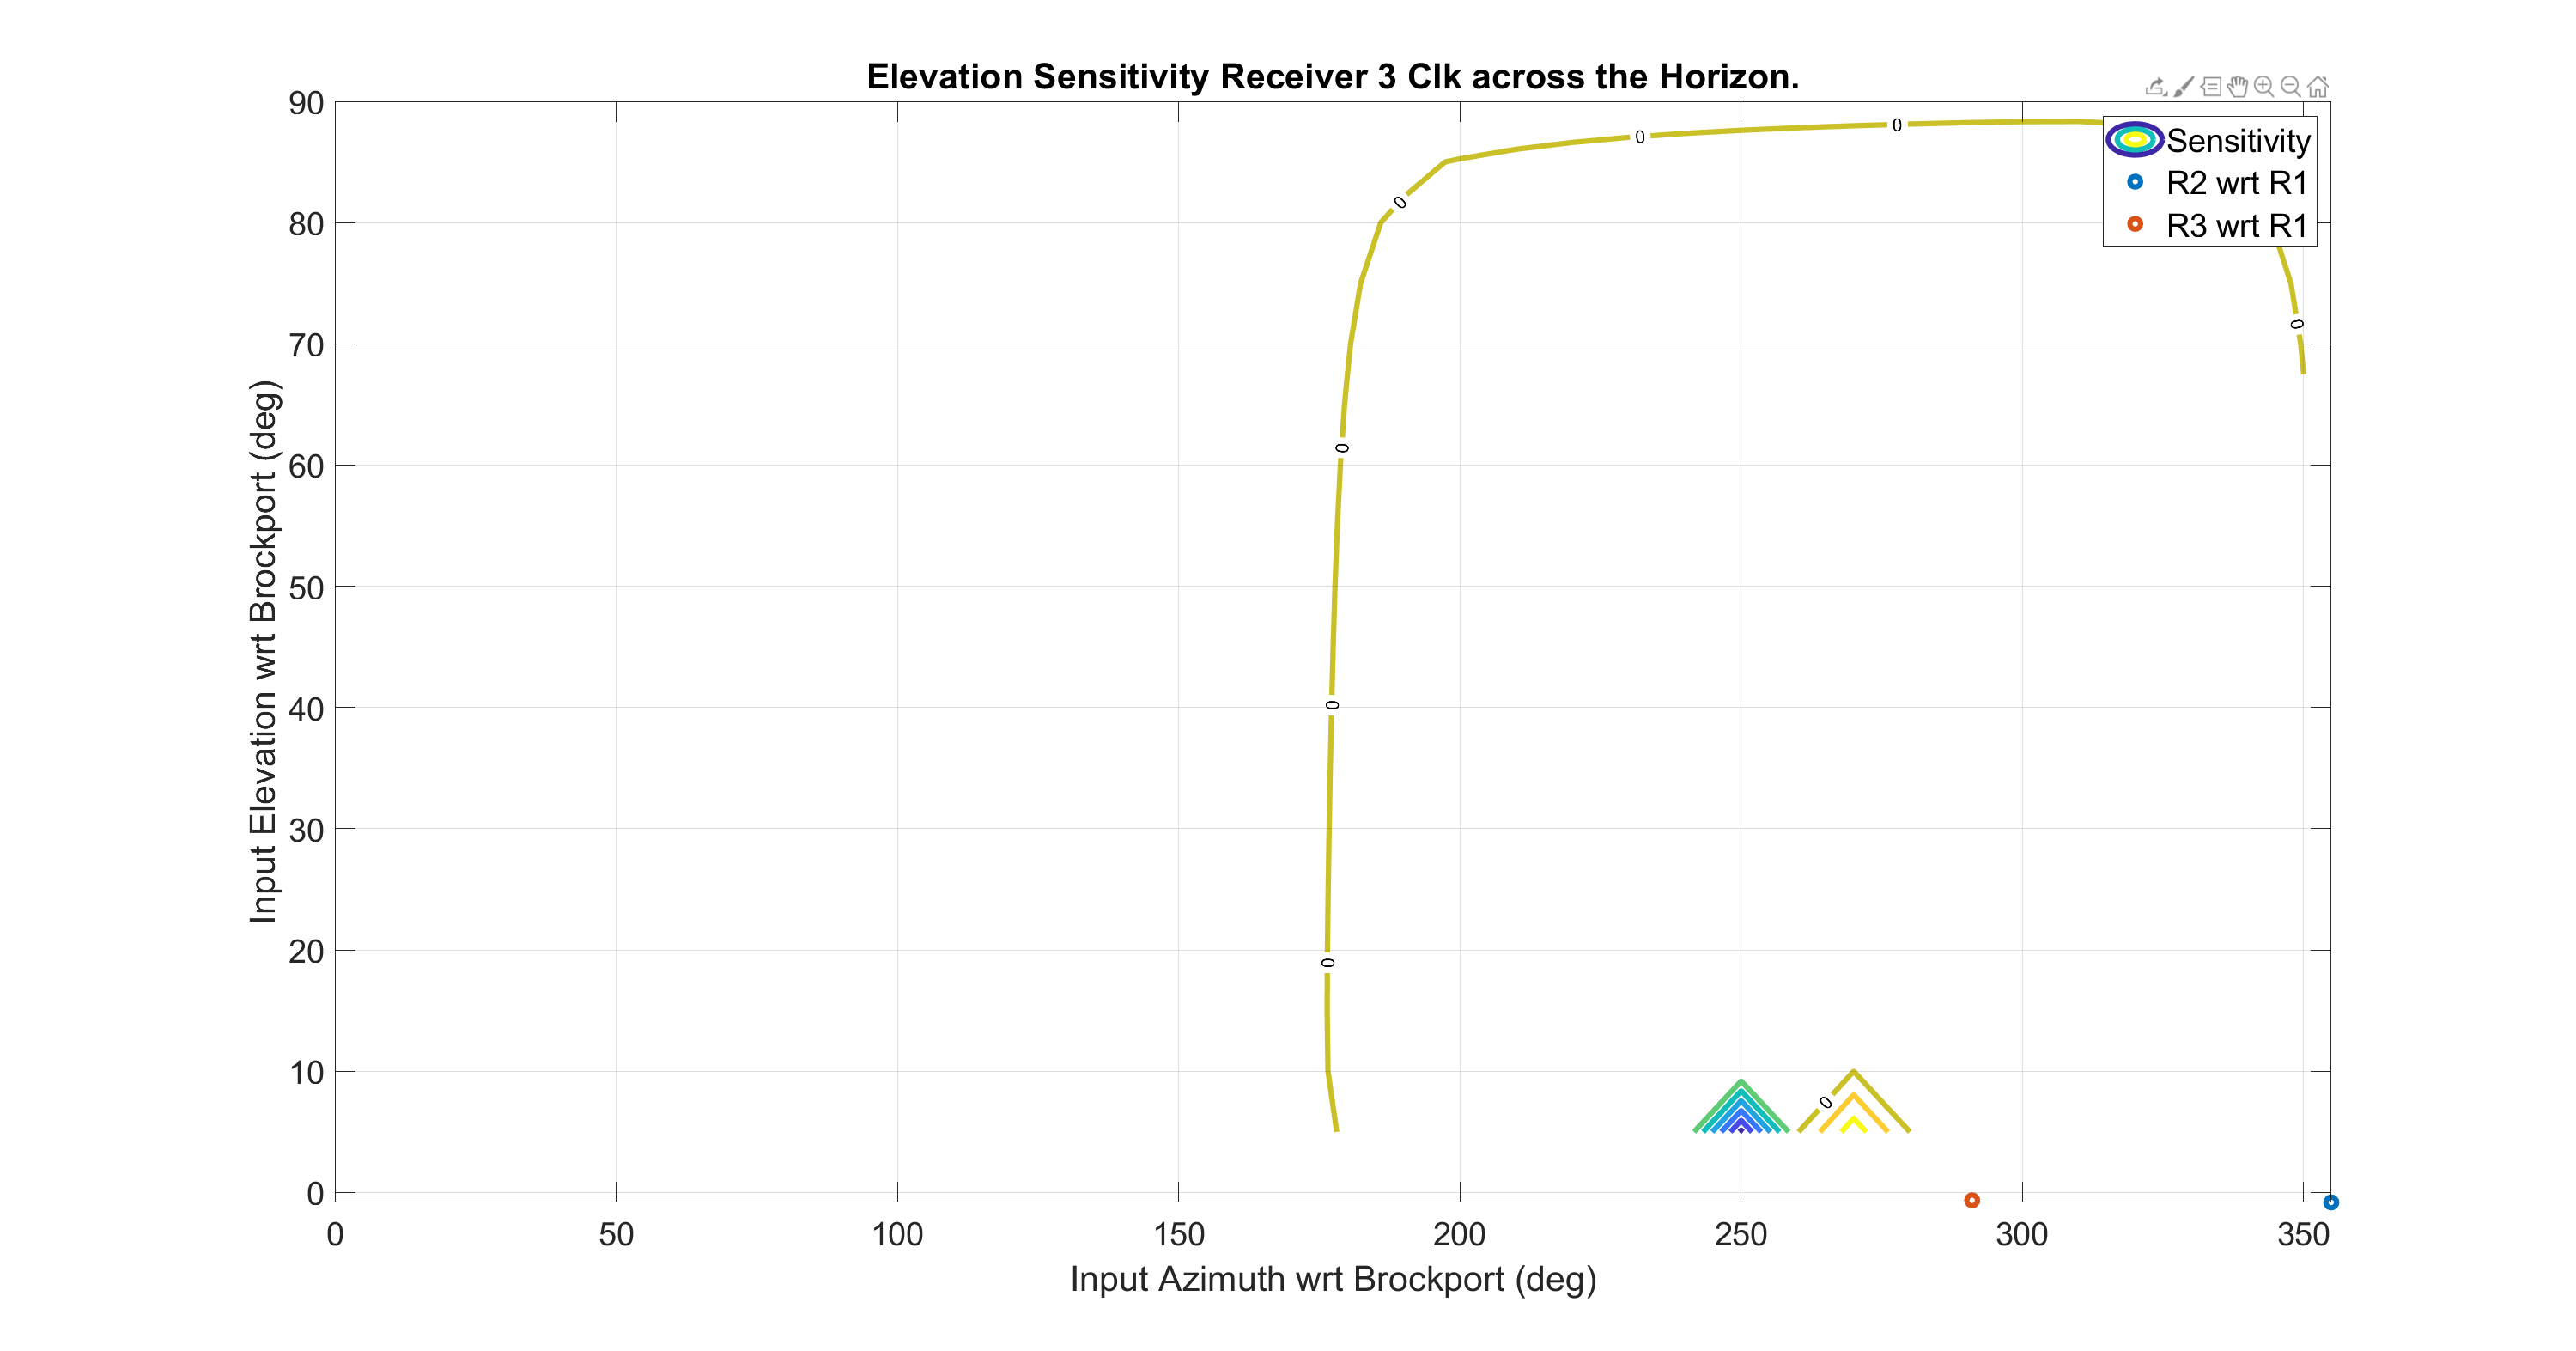 Elevation Sensitivity Receiver 3 Clk across the Horizon.
Sensitivity
R2 wrt R1
R3 wrt R1
Input Elevation wrt Brockport (deg)
90
80
70
60
50
40
30
20
10
0
0
0
0
0
0
0
0
0
0 50 100 150 200 250 300 350
Input Azimuth wrt Brockport (deg)